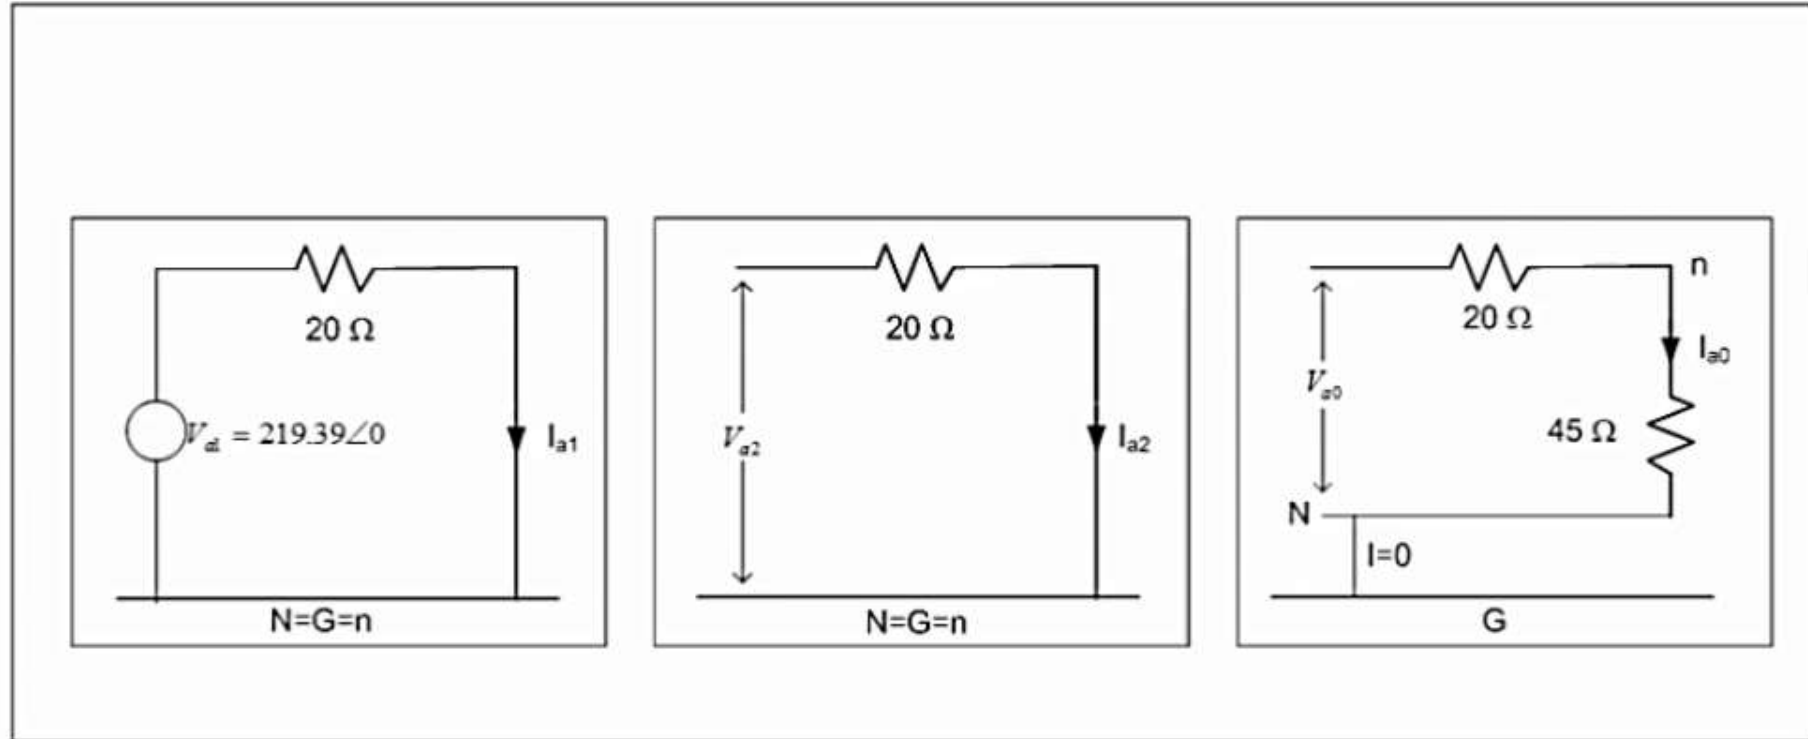 20 Ω
V_a1 = 219.39∠0
I_a1
N=G=n
20 Ω
V_a2
I_a2
N=G=n
n
20 Ω
I_a0
V_a0
45 Ω
N
I=0
G